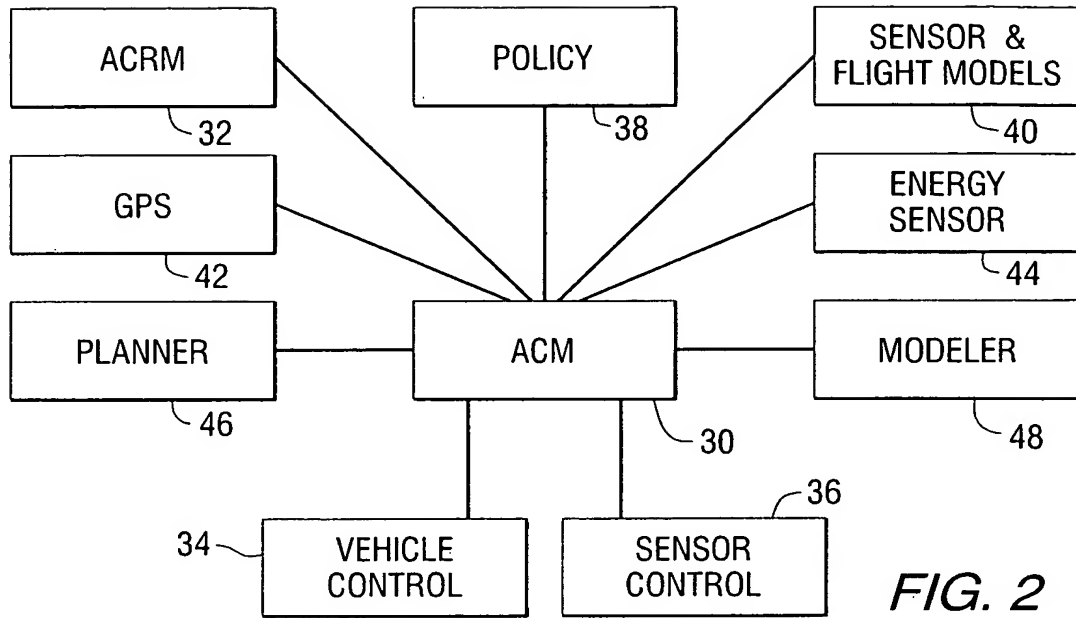 ACRM
32
POLICY
38
SENSOR &
FLIGHT MODELS
40
GPS
42
ENERGY
SENSOR
44
PLANNER
46
ACM
30
MODELER
48
34
VEHICLE
CONTROL
36
SENSOR
CONTROL
FIG. 2